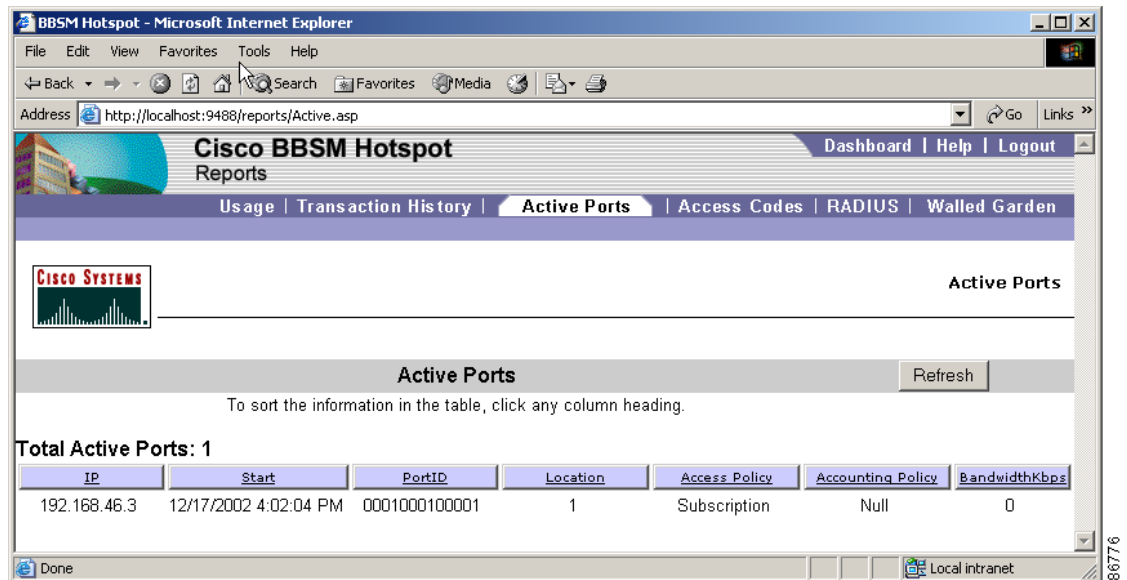 BBSM Hotspot - Microsoft Internet Explorer
File Edit View Favorites Tools Help
Back Search Favorites Media
Address http://localhost:9488/reports/Active.asp Go Links »
Cisco BBSM Hotspot
Reports
Dashboard | Help | Logout
Usage | Transaction History | Active Ports | Access Codes | RADIUS | Walled Garden
CISCO SYSTEMS
Active Ports
Active Ports Refresh
To sort the information in the table, click any column heading.
Total Active Ports: 1
IP Start PortID Location Access Policy Accounting Policy BandwidthKbps
192.168.46.3 12/17/2002 4:02:04 PM 0001000100001 1 Subscription Null 0
Done Local intranet
86776